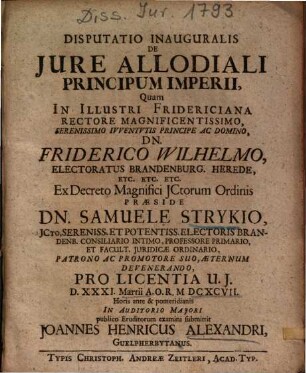 Diss. Jur. 1793
DISPUTATIO INAUGURALIS
DE
JURE ALLODIALI
PRINCIPUM IMPERII,
Quam
IN ILLUSTRI FRIDERICIANA
RECTORE MAGNIFICENTISSIMO,
SERENISSIMO IVVENTVTIS PRINCIPE AC DOMINO,
DN.
FRIDERICO WILHELMO,
ELECTORATUS BRANDENBURG. HEREDE,
ETC. ETC. ETC.
Ex Decreto Magnifici JCtorum Ordinis
PRÆSIDE
DN. SAMUELE STRYKIO,
JCTO, SERENISS. ET POTENTISS. ELECTORIS BRAN-
DENB. CONSILIARIO INTIMO, PROFESSORE PRIMARIO,
ET FACULT. JURIDICÆ ORDINARIO,
PATRONO AC PROMOTORE SUO, ÆTERNUM
DEVENERANDO,
PRO LICENTIA U. J.
D. XXXI. Martii A.O.R. M DCXCVII.
Horis ante & pomeridianis
IN AUDITORIO MAJORI
publico Eruditorum examini submittit
JOANNES HENRICUS ALEXANDRI,
GUELPHERBYTANUS.
TYPIS CHRISTOPH. ANDREÆ ZEITLERI, ACAD. TYP.